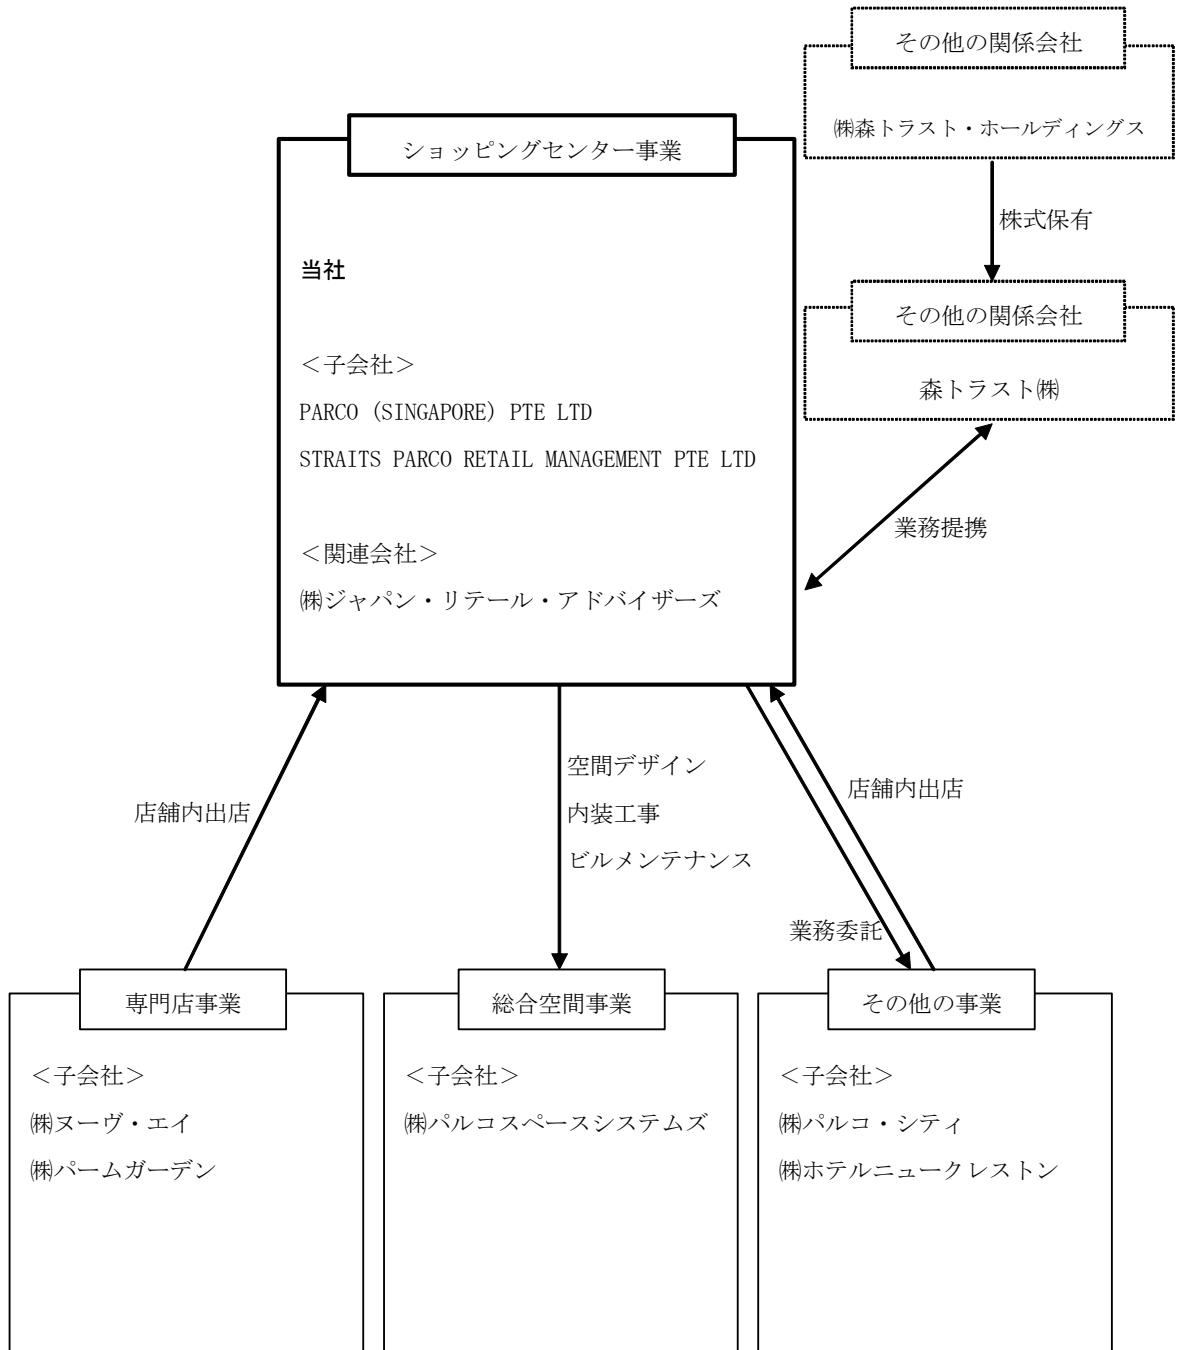 その他の関係会社
㈱森トラスト・ホールディングス
株式保有
その他の関係会社
森トラスト㈱
業務提携
ショッピングセンター事業
当社
＜子会社＞
PARCO (SINGAPORE) PTE LTD
STRAITS PARCO RETAIL MANAGEMENT PTE LTD
＜関連会社＞
㈱ジャパン・リテール・アドバイザーズ
店舗内出店
空間デザイン
内装工事
ビルメンテナンス
店舗内出店
業務委託
専門店事業
＜子会社＞
㈱ヌーヴ・エイ
㈱パームガーデン
総合空間事業
＜子会社＞
㈱パルコスペースシステムズ
その他の事業
＜子会社＞
㈱パルコ・シティ
㈱ホテルニュークレストン